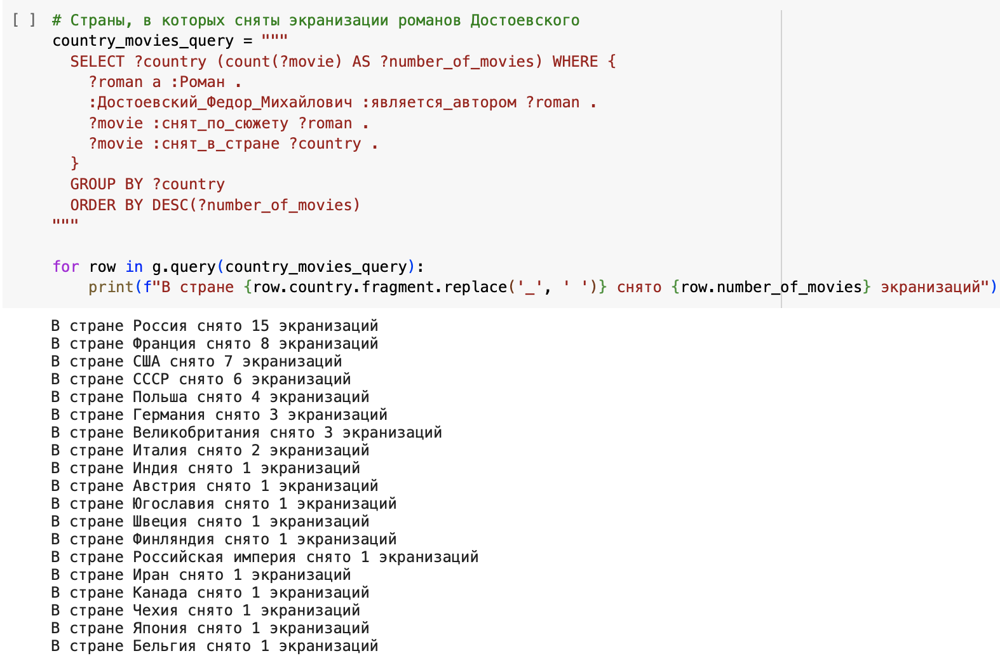 [ ] # Страны, в которых сняты экранизации романов Достоевского
country_movies_query = """
SELECT ?country (count(?movie) AS ?number_of_movies) WHERE {
?roman a :Роман .
:Достоевский_Федор_Михайлович :является_автором ?roman .
?movie :снят_по_сюжету ?roman .
?movie :снят_в_стране ?country .
}
GROUP BY ?country
ORDER BY DESC(?number_of_movies)
"""
for row in g.query(country_movies_query):
print(f"В стране {row.country.fragment.replace('_', ' ')} снято {row.number_of_movies} экранизаций")
В стране Россия снято 15 экранизаций
В стране Франция снято 8 экранизаций
В стране США снято 7 экранизаций
В стране СССР снято 6 экранизаций
В стране Польша снято 4 экранизаций
В стране Германия снято 3 экранизаций
В стране Великобритания снято 3 экранизаций
В стране Италия снято 2 экранизаций
В стране Индия снято 1 экранизаций
В стране Австрия снято 1 экранизаций
В стране Югославия снято 1 экранизаций
В стране Швеция снято 1 экранизаций
В стране Финляндия снято 1 экранизаций
В стране Российская империя снято 1 экранизаций
В стране Иран снято 1 экранизаций
В стране Канада снято 1 экранизаций
В стране Чехия снято 1 экранизаций
В стране Япония снято 1 экранизаций
В стране Бельгия снято 1 экранизаций